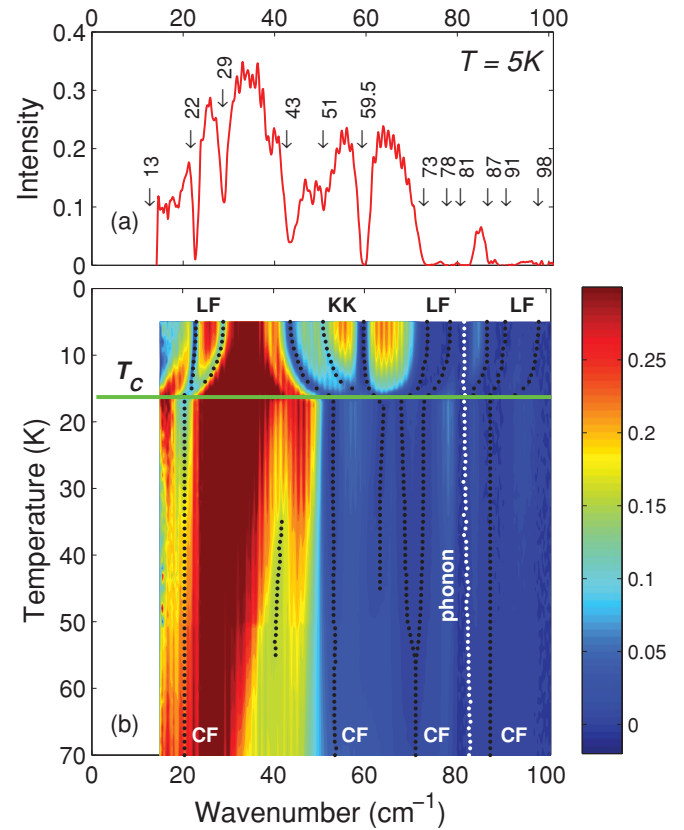 20 40 60 80 100
0.4
0.3
0.2
0.1
0
Intensity
T = 5K
13
22
29
43
51
59.5
73
78
81
87
91
98
(a)
LF KK LF LF
0
10
20
30
40
50
60
70
Temperature (K)
T_C
phonon
(b)
CF CF CF CF
0 20 40 60 80 100
Wavenumber (cm⁻¹)
0.25
0.2
0.15
0.1
0.05
0